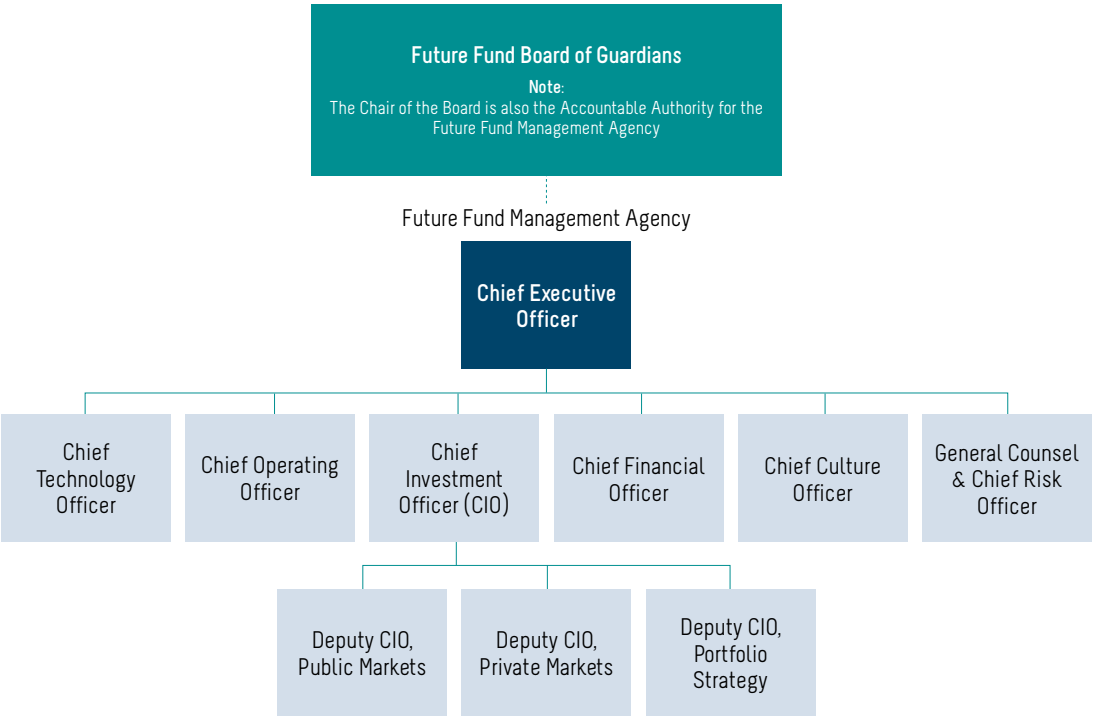 Future Fund Board of Guardians
Note:
The Chair of the Board is also the Accountable Authority for the
Future Fund Management Agency
Future Fund Management Agency
Chief Executive
Officer
Chief
Technology
Officer
Chief Operating
Officer
Chief
Investment
Officer (CIO)
Chief Financial
Officer
Chief Culture
Officer
General Counsel
& Chief Risk
Officer
Deputy CIO,
Public Markets
Deputy CIO,
Private Markets
Deputy CIO,
Portfolio
Strategy